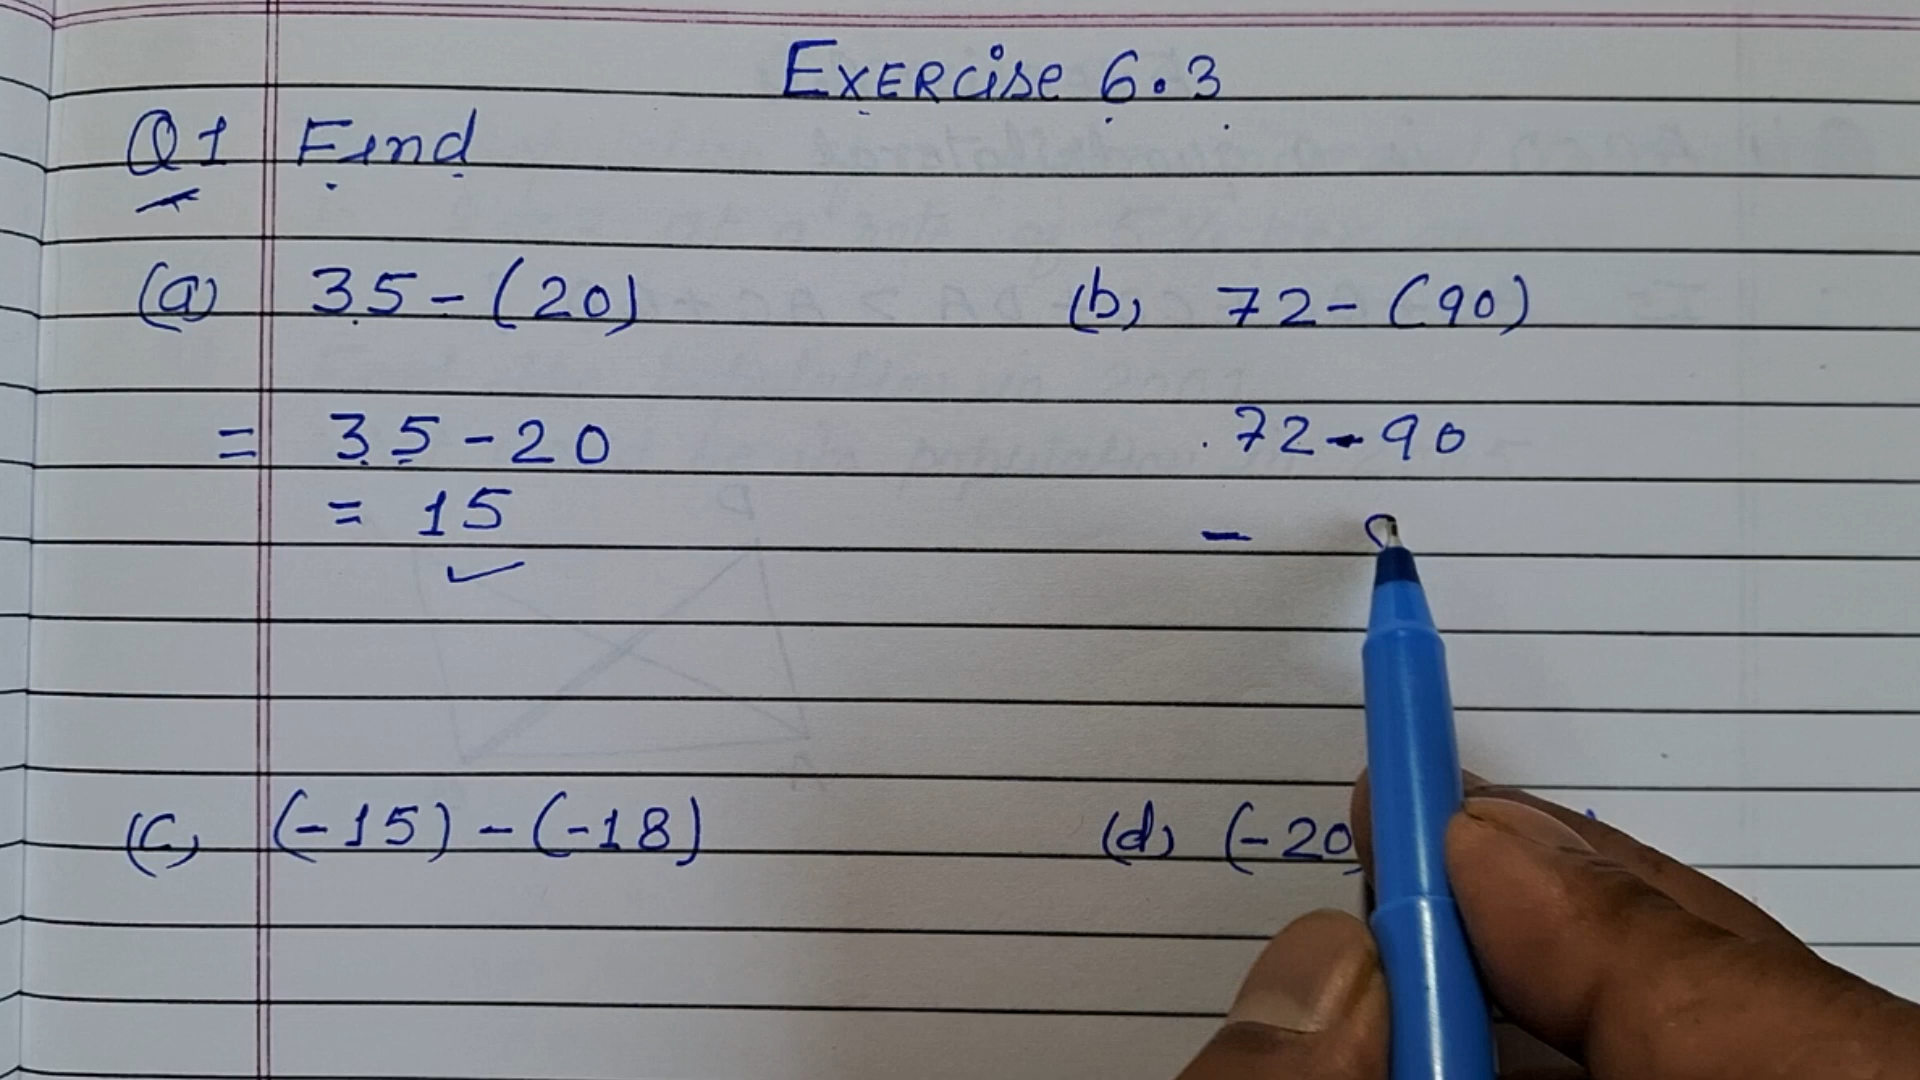 Exercise 6.3
Q1 Find
(a) 35-(20) (b) 72-(90)
= 35-20 72-90
= 15 -
(c) (-15)-(-18) (d) (-20)